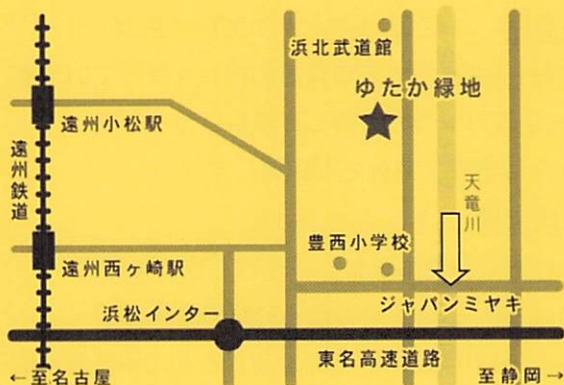 浜北武道館
ゆたか緑地
遠州小松駅
遠州鉄道
天竜川
豊西小学校
遠州西ヶ崎駅
ジャパンミヤキ
浜松インター
東名高速道路
←至名古屋
至静岡→